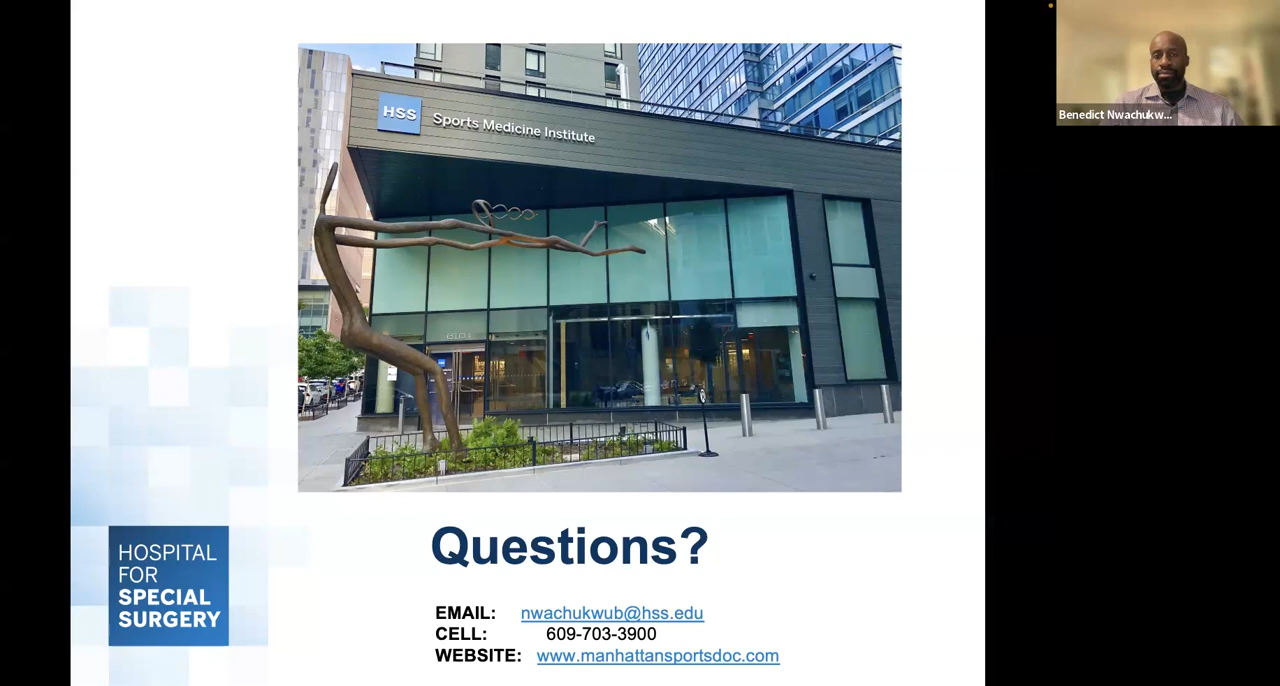 HSS Sports Medicine Institute
Benedict Nwachukw...
HOSPITAL
FOR
SPECIAL
SURGERY
Questions?
EMAIL: nwachukwub@hss.edu
CELL: 609-703-3900
WEBSITE: www.manhattansportsdoc.com